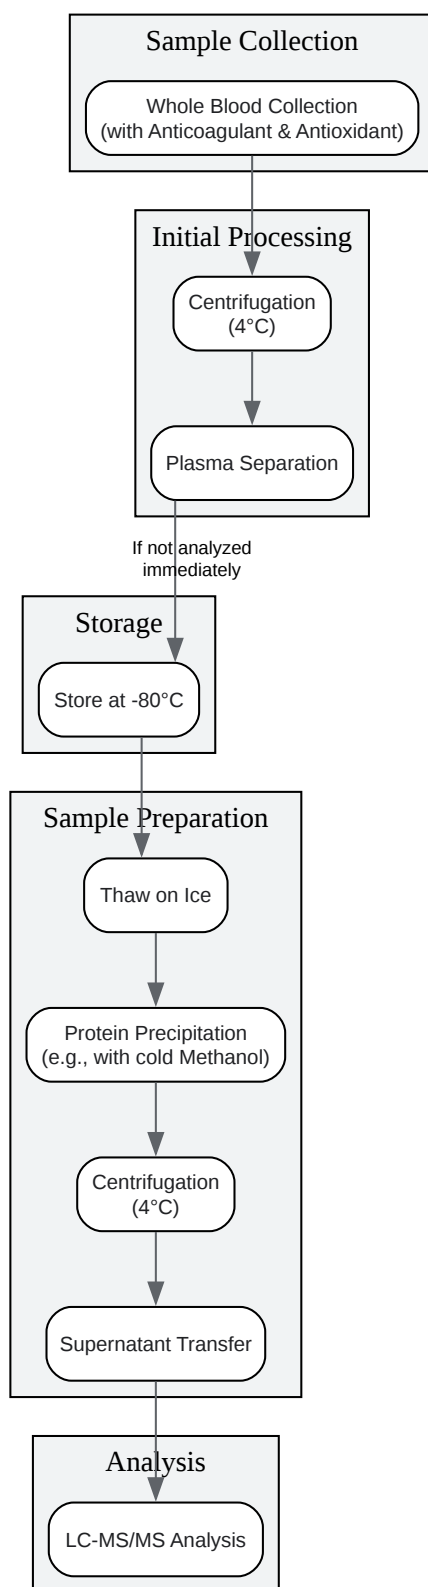 Sample Collection
Whole Blood Collection
(with Anticoagulant & Antioxidant)
Initial Processing
Centrifugation
(4°C)
Plasma Separation
If not analyzed
immediately
Storage
Store at -80°C
Sample Preparation
Thaw on Ice
Protein Precipitation
(e.g., with cold Methanol)
Centrifugation
(4°C)
Supernatant Transfer
Analysis
LC-MS/MS Analysis